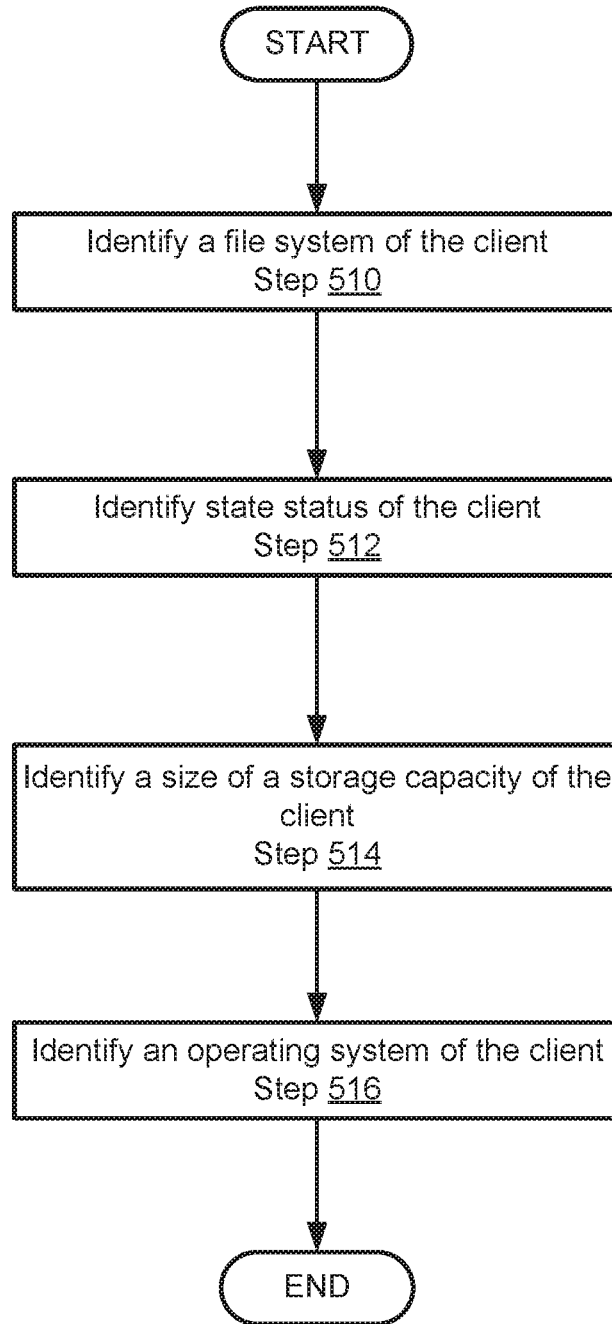 START
Identify a file system of the client
Step 510
Identify state status of the client
Step 512
Identify a size of a storage capacity of the
client
Step 514
Identify an operating system of the client
Step 516
END